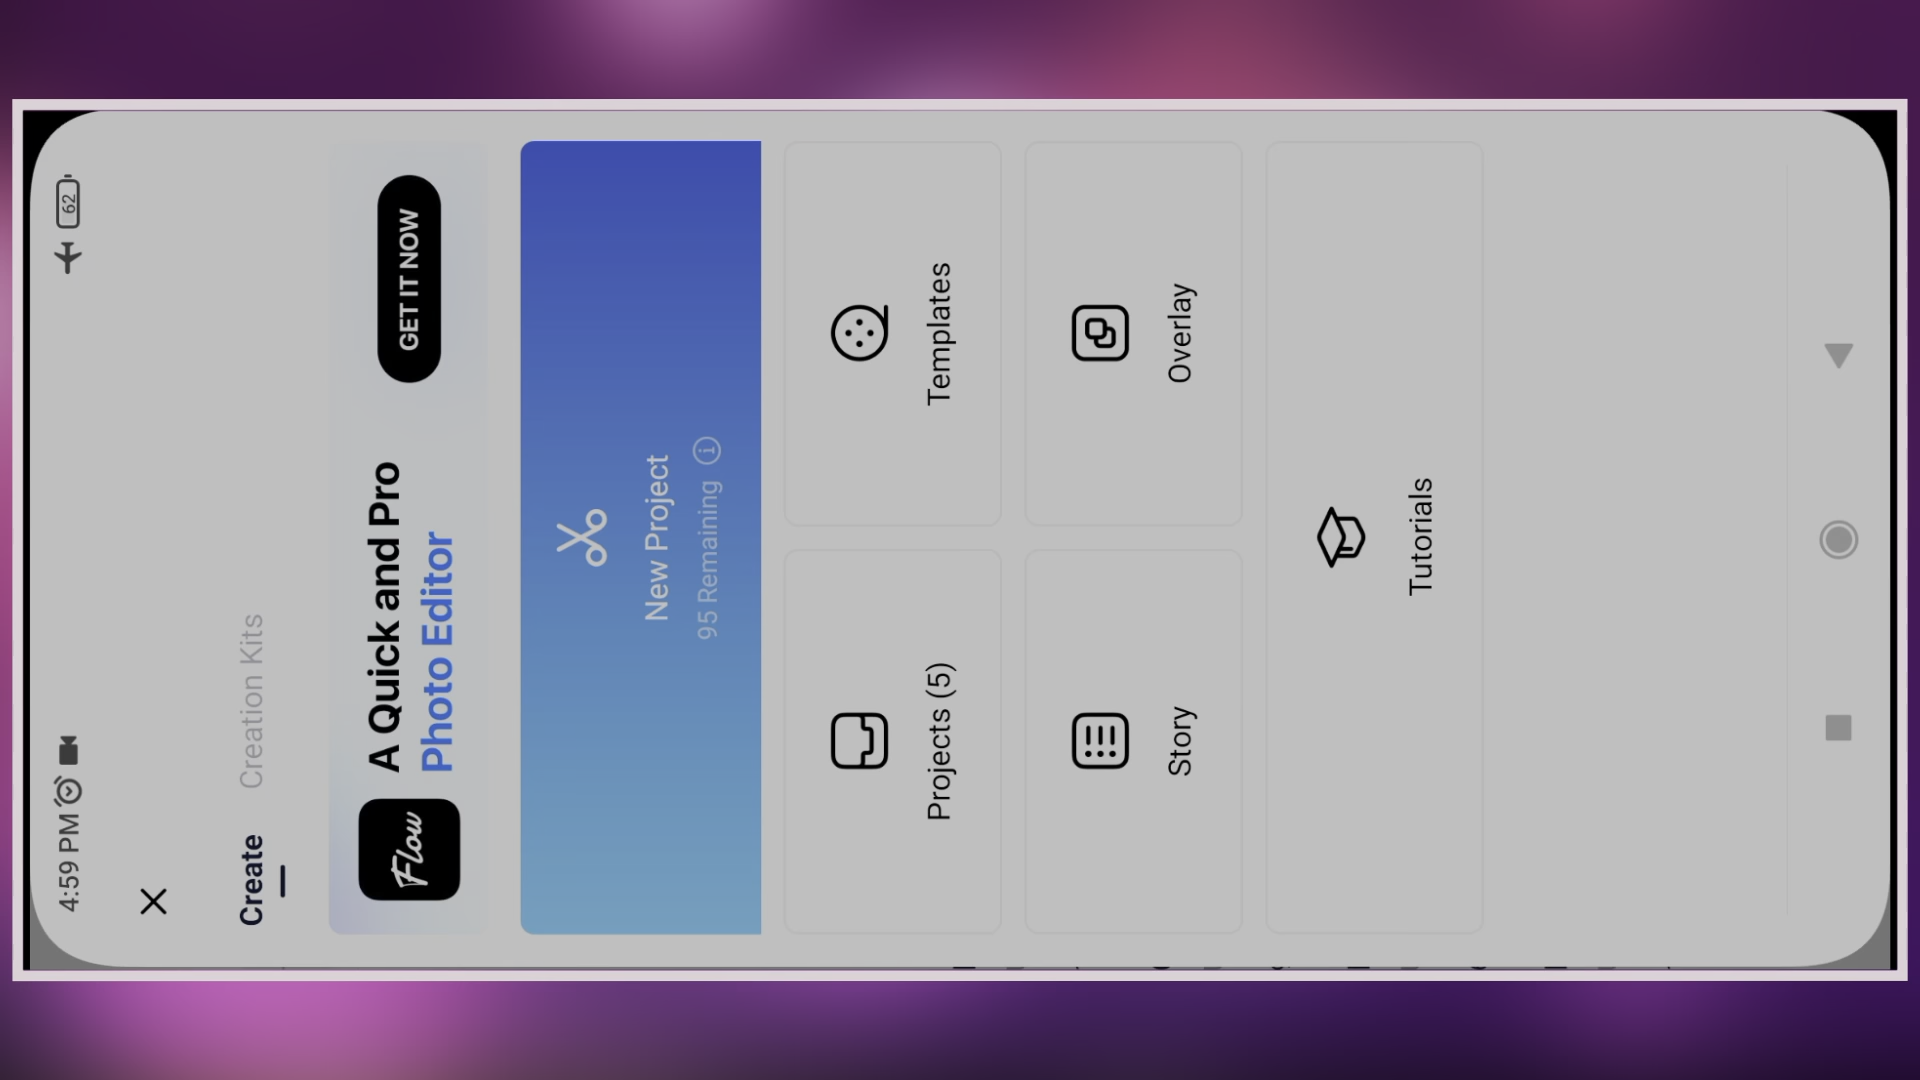 4:59 PM
62
Create
Creation Kits
Flow
A Quick and Pro
Photo Editor
GET IT NOW
New Project
95 Remaining
Projects (5)
Templates
Story
Overlay
Tutorials